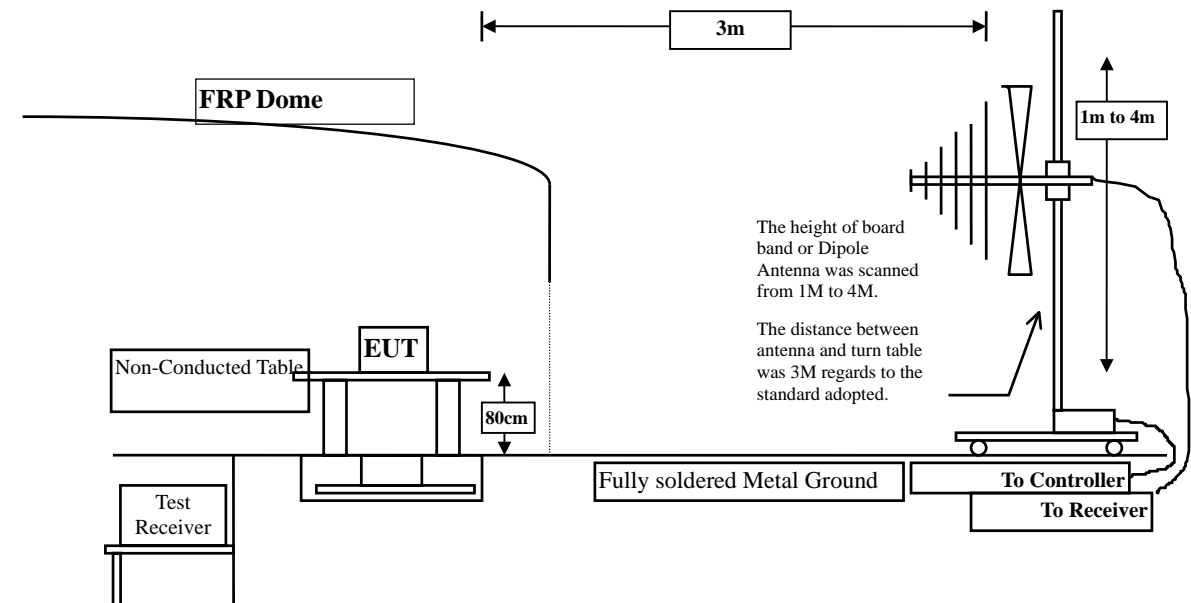 3m
FRP Dome
1m to 4m
The height of board
band or Dipole
Antenna was scanned
from 1M to 4M.
The distance between
antenna and turn table
was 3M regards to the
standard adopted.
EUT
Non-Conducted Table
80cm
Fully soldered Metal Ground
To Controller
To Receiver
Test
Receiver